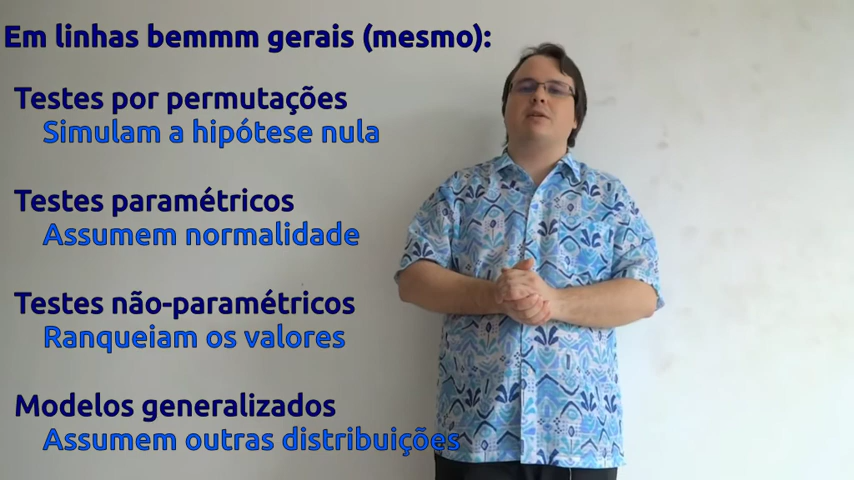 Em linhas bemmm gerais (mesmo):
Testes por permutações
Simulam a hipótese nula
Testes paramétricos
Assumem normalidade
Testes não-paramétricos
Ranqueiam os valores
Modelos generalizados
Assumem outras distribuições